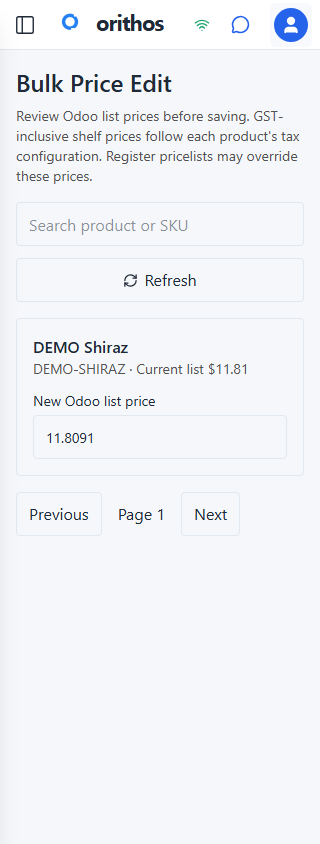 orithos
Bulk Price Edit
Review Odoo list prices before saving. GST-
inclusive shelf prices follow each product's tax
configuration. Register pricelists may override
these prices.
Search product or SKU
Refresh
DEMO Shiraz
DEMO-SHIRAZ · Current list $11.81
New Odoo list price
11.8091
Previous Page 1 Next